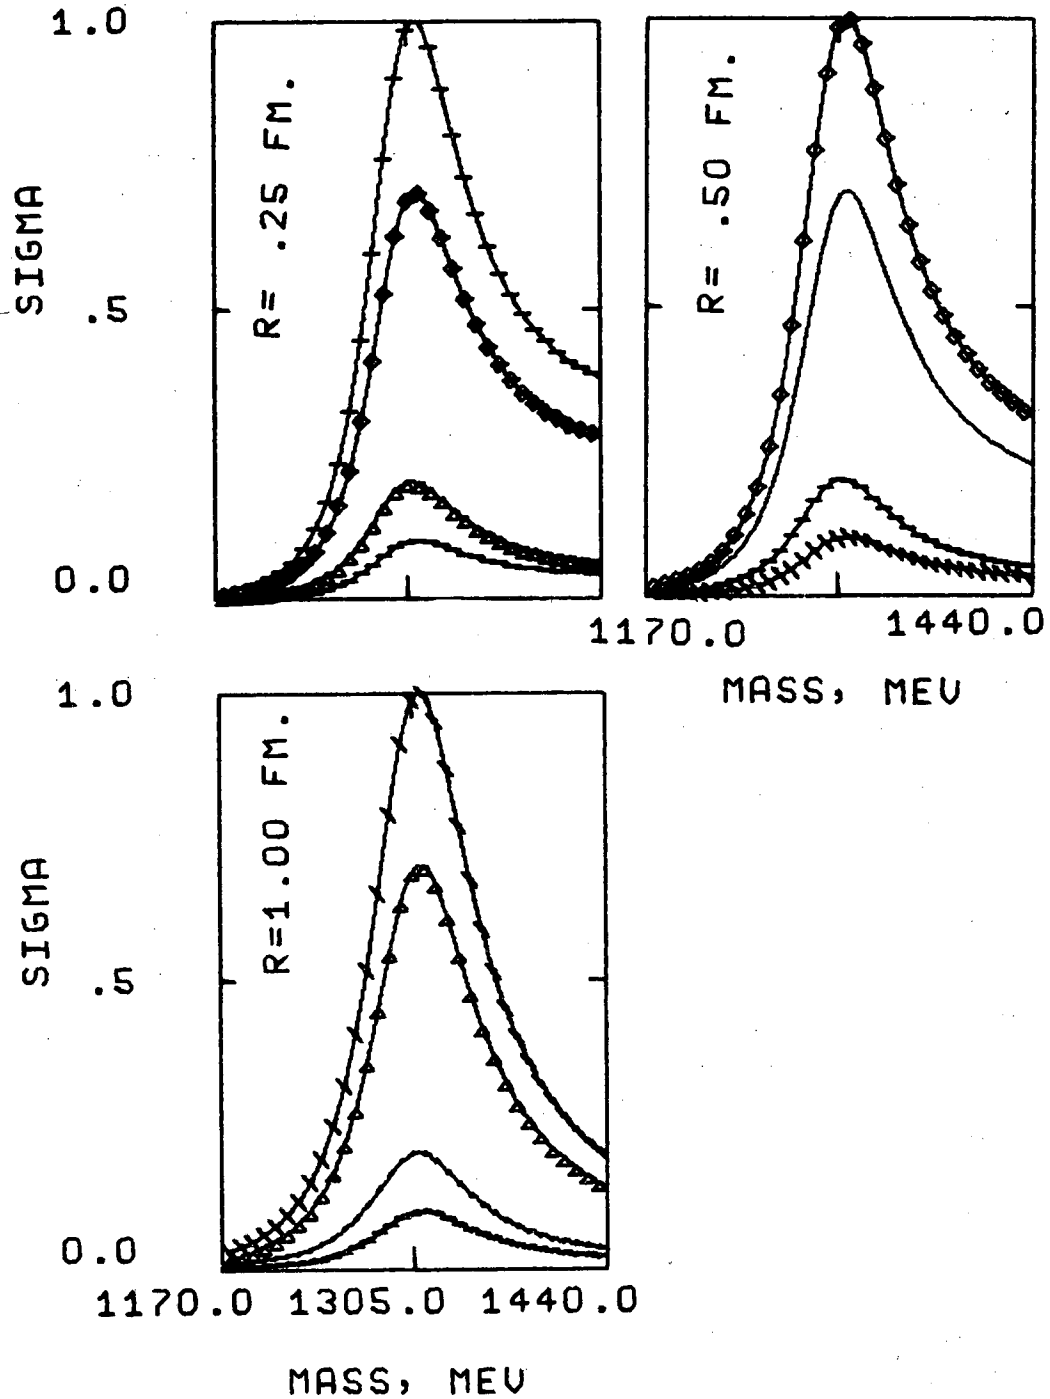 1.0
SIGMA
.5
0.0
R= .25 FM.
R= .50 FM.
1170.0 1440.0
MASS, MEV
1.0
SIGMA
.5
0.0
R=1.00 FM.
1170.0 1305.0 1440.0
MASS, MEV